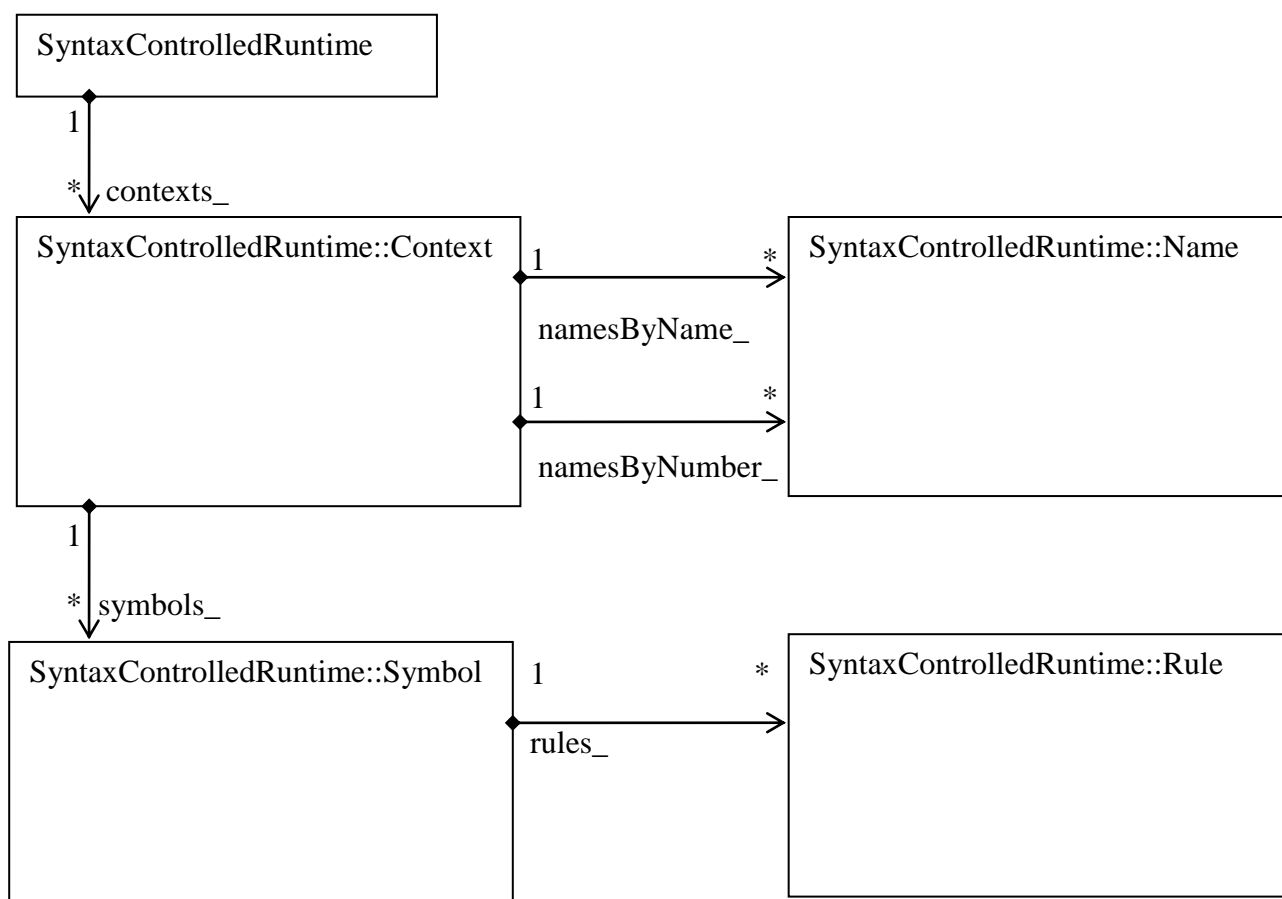 SyntaxControlledRuntime
1
* contexts_
SyntaxControlledRuntime::Context
1 *
namesByName_
1 *
namesByNumber_
SyntaxControlledRuntime::Name
1
* symbols_
SyntaxControlledRuntime::Symbol
1 *
rules_
SyntaxControlledRuntime::Rule